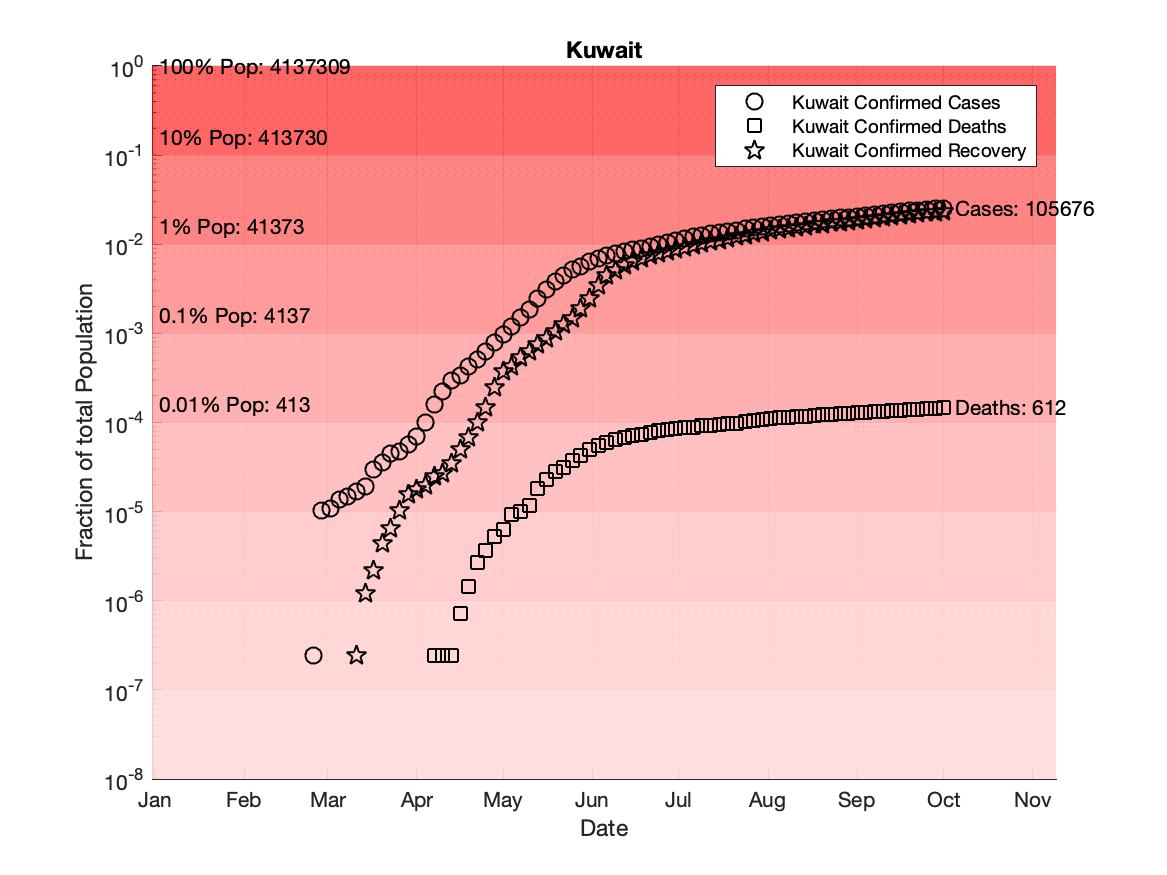 Kuwait
Kuwait Confirmed Cases
Kuwait Confirmed Deaths
Kuwait Confirmed Recovery
100% Pop: 4137309
10% Pop: 413730
1% Pop: 41373
0.1% Pop: 4137
0.01% Pop: 413
Cases: 105676
Deaths: 612
Fraction of total Population
10^0
10^-1
10^-2
10^-3
10^-4
10^-5
10^-6
10^-7
10^-8
Jan Feb Mar Apr May Jun Jul Aug Sep Oct Nov
Date